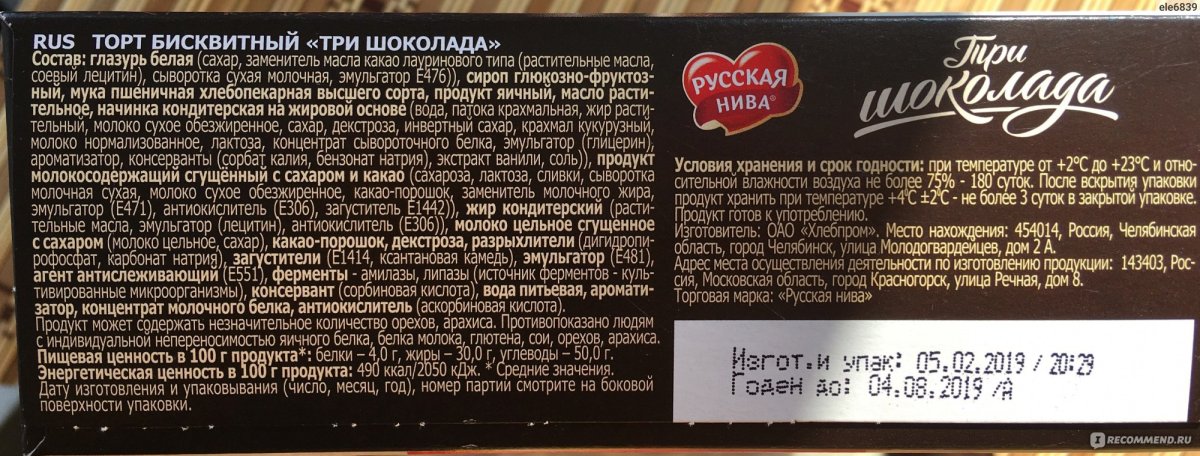 ele6839
RUS ТОРТ БИСКВИТНЫЙ «ТРИ ШОКОЛАДА»
Состав: глазурь белая (сахар, заменитель масла какао лауринового типа (растительные масла,
соевый лецитин), сыворотка сухая молочная, эмульгатор Е476)), сироп глюкозно-фруктоз-
ный, мука пшеничная хлебопекарная высшего сорта, продукт яичный, масло расти-
тельное, начинка кондитерская на жировой основе (вода, патока крахмальная, жир расти-
тельный, молоко сухое обезжиренное, сахар, декстроза, инвертный сахар, крахмал кукурузный,
молоко нормализованное, лактоза, концентрат сывороточного белка, эмульгатор (глицерин),
ароматизатор, консерванты (сорбат калия, бензонат натрия), экстракт ванили, соль)), продукт
молокосодержащий сгущённый с сахаром и какао (сахароза, лактоза, сливки, сыворотка
молочная сухая, молоко сухое обезжиренное, какао-порошок, заменитель молочного жира,
эмульгатор (Е471), антиокислитель (Е306), загуститель Е1442)), жир кондитерский (расти-
тельные масла, эмульгатор (лецитин), антиокислитель (Е306)), молоко цельное сгущённое
с сахаром (молоко цельное, сахар), какао-порошок, декстроза, разрыхлители (дигидропи-
рофосфат, карбонат натрия), загустители (Е1414, ксантановая камедь), эмульгатор (Е481),
агент антислеживающий (Е551), ферменты - амилазы, липазы (источник ферментов - куль-
тивированные микроорганизмы), консервант (сорбиновая кислота), вода питьевая, аромати-
затор, концентрат молочного белка, антиокислитель (аскорбиновая кислота).
Продукт может содержать незначительное количество орехов, арахиса. Противопоказано людям
с индивидуальной непереносимостью яичного белка, белка молока, глютена, сои, орехов, арахиса.
Пищевая ценность в 100 г продукта*: белки – 4,0 г, жиры – 30,0 г, углеводы – 50,0 г.
Энергетическая ценность в 100 г продукта: 490 ккал/2050 кДж. * Средние значения.
Дату изготовления и упаковывания (число, месяц, год), номер партии смотрите на боковой
поверхности упаковки.
РУССКАЯ
НИВА®
Три
шоколада
Условия хранения и срок годности: при температуре от +2°С до +23°С и отно-
сительной влажности воздуха не более 75% - 180 суток. После вскрытия упаковки
продукт хранить при температуре +4°С ±2°С - не более 3 суток в закрытой упаковке.
Продукт готов к употреблению.
Изготовитель: ОАО «Хлебпром». Место нахождения: 454014, Россия, Челябинская
область, город Челябинск, улица Молодогвардейцев, дом 2 А.
Адрес места осуществления деятельности по изготовлению продукции: 143403, Рос-
сия, Московская область, город Красногорск, улица Речная, дом 8.
Торговая марка: «Русская нива»
Изгот.и упак: 05.02.2019 / 20:29
Годен до: 04.08.2019 /А
I RECOMMEND.RU